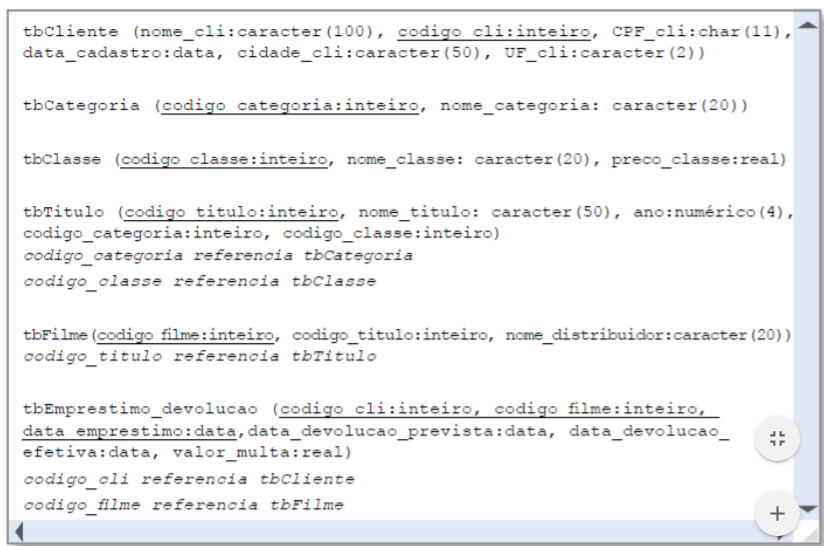 tbCliente (nome_cli:caracter(100), codigo_cli:inteiro, CPF_cli:char(11),
data_cadastro:data, cidade_cli:caracter(50), UF_cli:caracter(2))
tbCategoria (codigo_categoria:inteiro, nome_categoria: caracter(20))
tbClasse (codigo_classe:inteiro, nome_classe: caracter(20), preco_classe:real)
tbTitulo (codigo_titulo:inteiro, nome_titulo: caracter(50), ano:numérico(4),
codigo_categoria:inteiro, codigo_classe:inteiro)
codigo_categoria referencia tbCategoria
codigo_classe referencia tbClasse
tbFilme(codigo_filme:inteiro, codigo_titulo:inteiro, nome_distribuidor:caracter(20))
codigo_titulo referencia tbTitulo
tbEmprestimo_devolucao (codigo_cli:inteiro, codigo_filme:inteiro,
data_emprestimo:data,data_devolucao_prevista:data, data_devolucao_
efetiva:data, valor_multa:real)
codigo_cli referencia tbCliente
codigo_filme referencia tbFilme